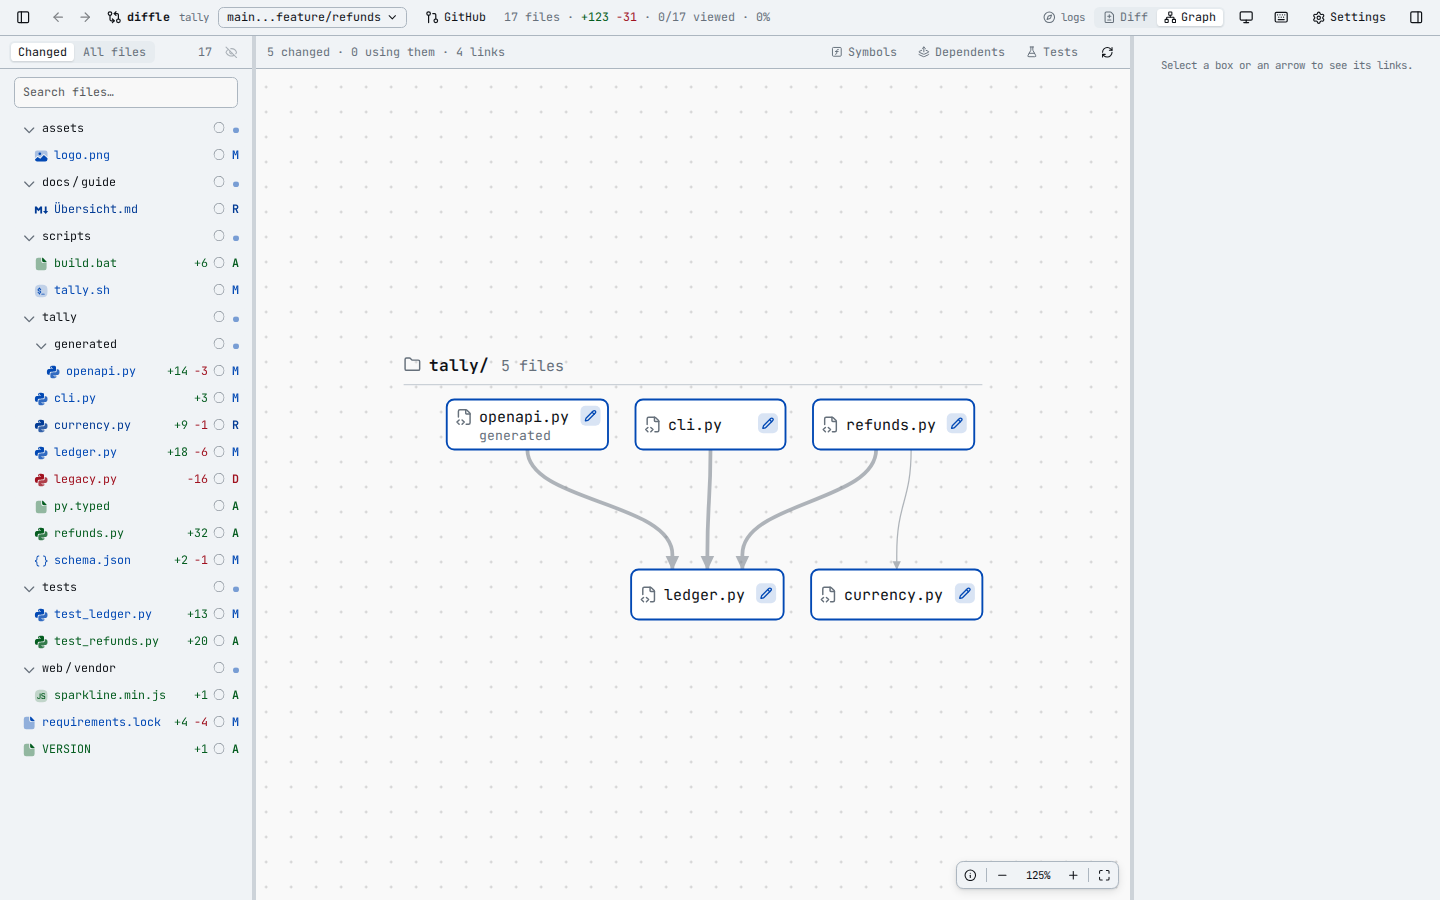 diffle tally main...feature/refunds GitHub 17 files · +123 -31 · 0/17 viewed · 0% logs Diff Graph Settings
Changed All files 17
5 changed · 0 using them · 4 links Symbols Dependents Tests
Select a box or an arrow to see its links.
Search files…
assets
logo.png M
docs/guide
Übersicht.md R
scripts
build.bat +6 A
tally.sh M
tally
generated
openapi.py +14 -3 M
cli.py +3 M
currency.py +9 -1 R
ledger.py +18 -6 M
legacy.py -16 D
py.typed A
refunds.py +32 A
schema.json +2 -1 M
tests
test_ledger.py +13 M
test_refunds.py +20 A
web/vendor
JS sparkline.min.js +1 A
requirements.lock +4 -4 M
VERSION +1 A
tally/ 5 files
openapi.py
generated
cli.py
refunds.py
ledger.py
currency.py
125%